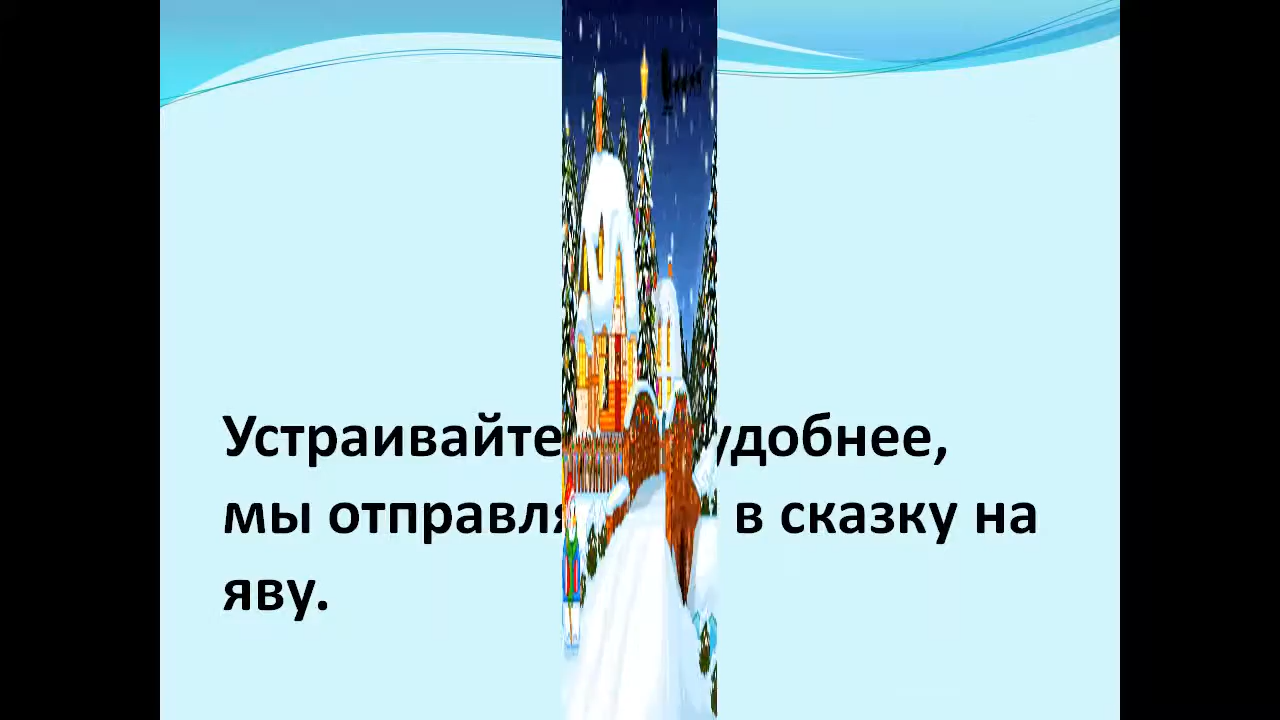 Устраивайте удобнее,
мы отправля в сказку на
яву.